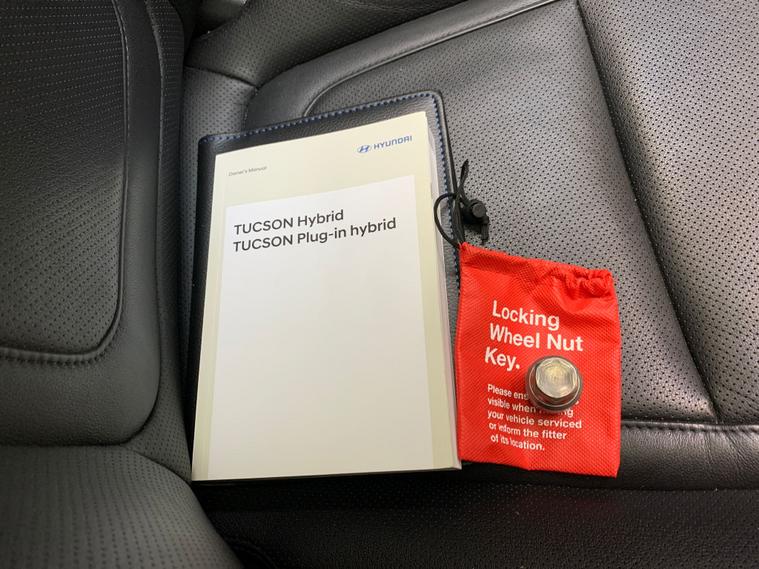 HYUNDAI
Owner's Manual
TUCSON Hybrid
TUCSON Plug-in hybrid
Locking
Wheel Nut
Key.
Please
visible when
your vehicle serviced
or inform the fitter
of its location.